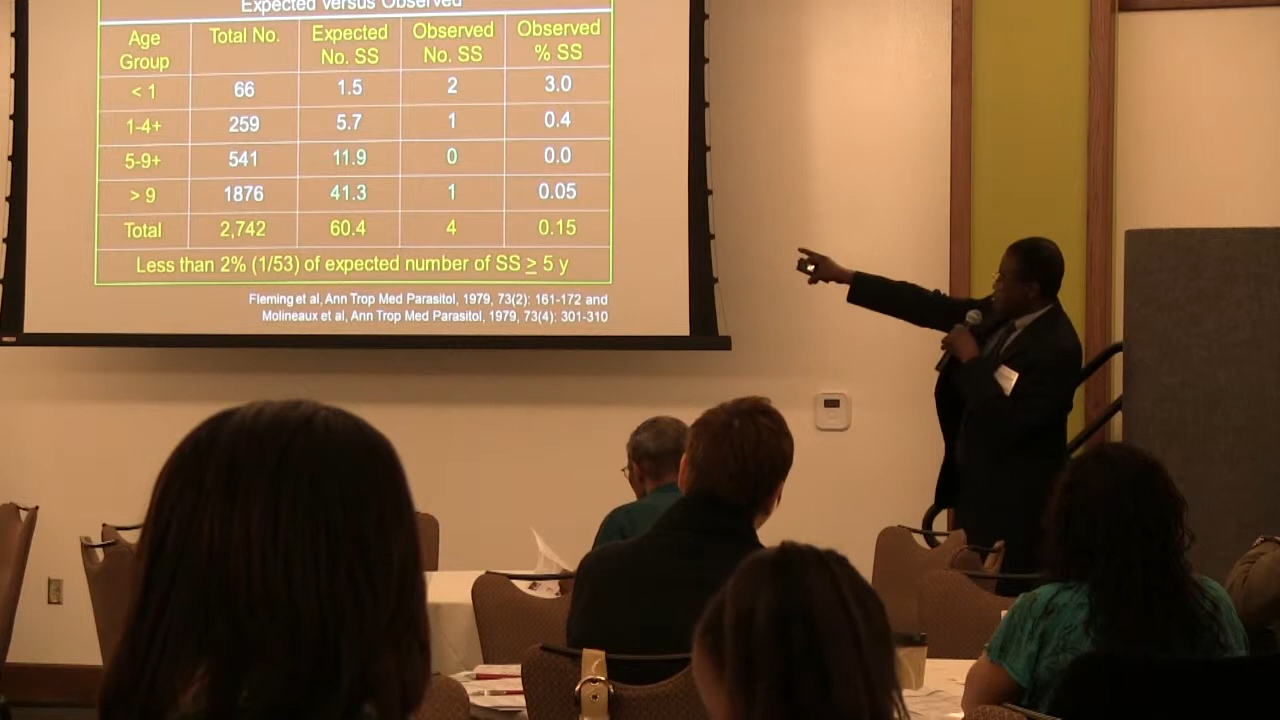 Expected versus Observed
Age Group Total No. Expected No. SS Observed No. SS Observed % SS
< 1 66 1.5 2 3.0
1-4+ 259 5.7 1 0.4
5-9+ 541 11.9 0 0.0
> 9 1876 41.3 1 0.05
Total 2,742 60.4 4 0.15
Less than 2% (1/53) of expected number of SS ≥ 5 y
Fleming et al, Ann Trop Med Parasitol, 1979, 73(2): 161-172 and
Molineaux et al, Ann Trop Med Parasitol, 1979, 73(4): 301-310